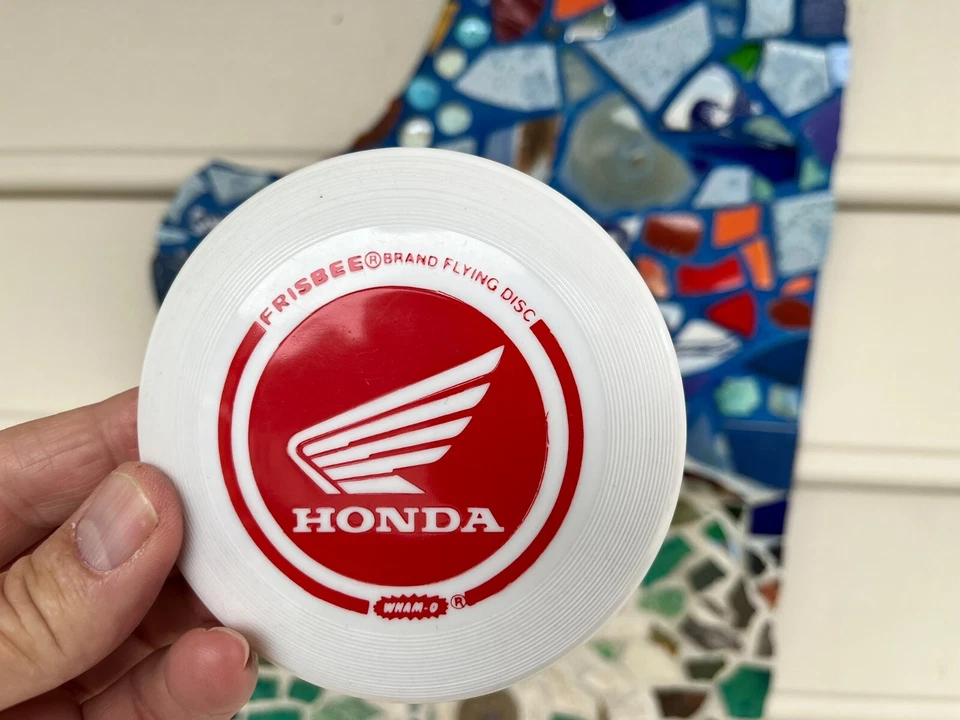 FRISBEE® BRAND FLYING DISC
HONDA
WHAM-O ®